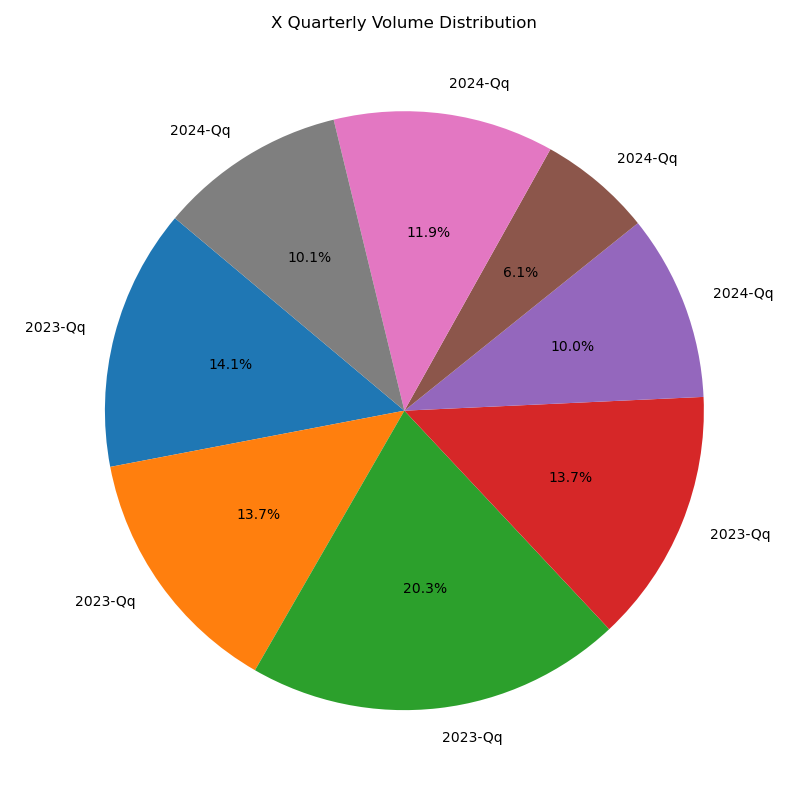 X Quarterly Volume Distribution
2024-Qq
2024-Qq
2024-Qq
11.9%
10.1%
6.1%
2024-Qq
2023-Qq
10.0%
14.1%
13.7%
13.7%
2023-Qq
20.3%
2023-Qq
2023-Qq